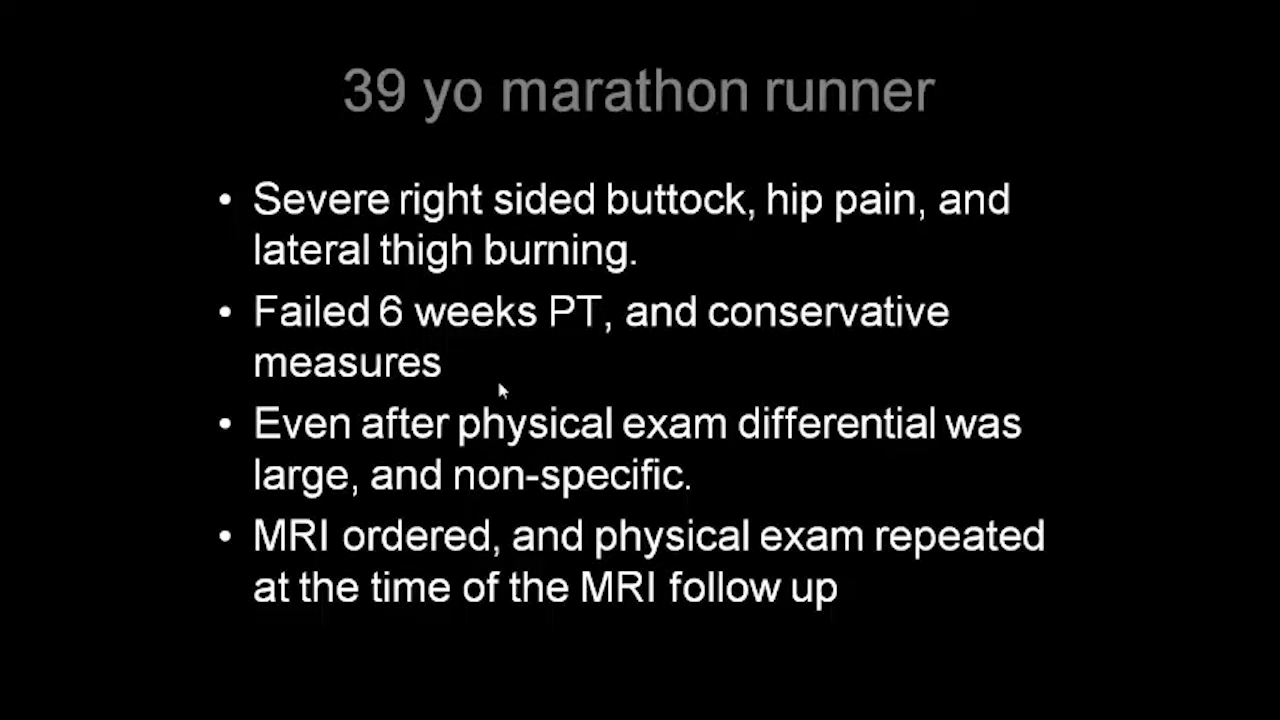 39 yo marathon runner
• Severe right sided buttock, hip pain, and
lateral thigh burning.
• Failed 6 weeks PT, and conservative
measures
• Even after physical exam differential was
large, and non-specific.
• MRI ordered, and physical exam repeated
at the time of the MRI follow up